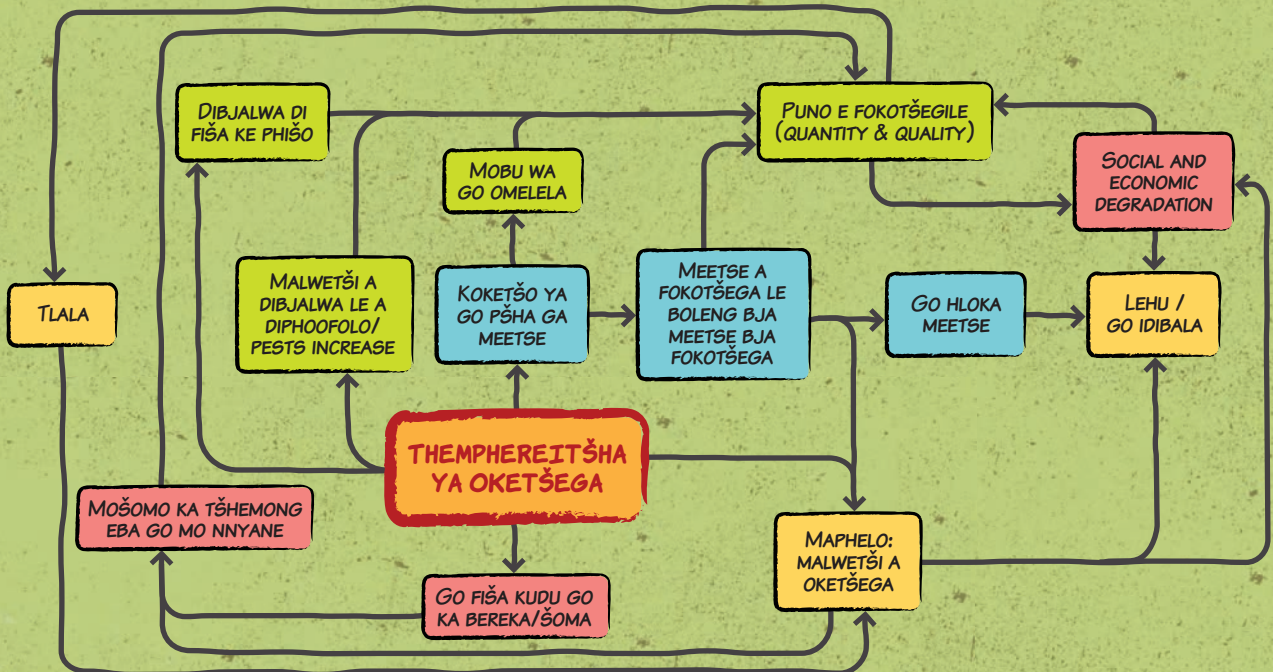 DIBJALWA DI
FIŠA KE PHIŠO
PUNO E FOKOTŠEGILE
(QUANTITY & QUALITY)
MOBU WA
GO OMELELA
SOCIAL AND
ECONOMIC
DEGRADATION
TLALA
MALWETŠI A
DIBJALWA LE A
DIPHOOFOLO/
PESTS INCREASE
KOKETŠO YA
GO PŠHA GA
MEETSE
MEETSE A
FOKOTŠEGA LE
BOLENG BJA
MEETSE BJA
FOKOTŠEGA
GO HLOKA
MEETSE
LEHU /
GO IDIBALA
THEMPHEREITŠHA
YA OKETŠEGA
MOŠOMO KA TŠHEMONG
EBA GO MO NNYANE
MAPHELO:
MALWETŠI A
OKETŠEGA
GO FIŠA KUDU GO
KA BEREKA/ŠOMA